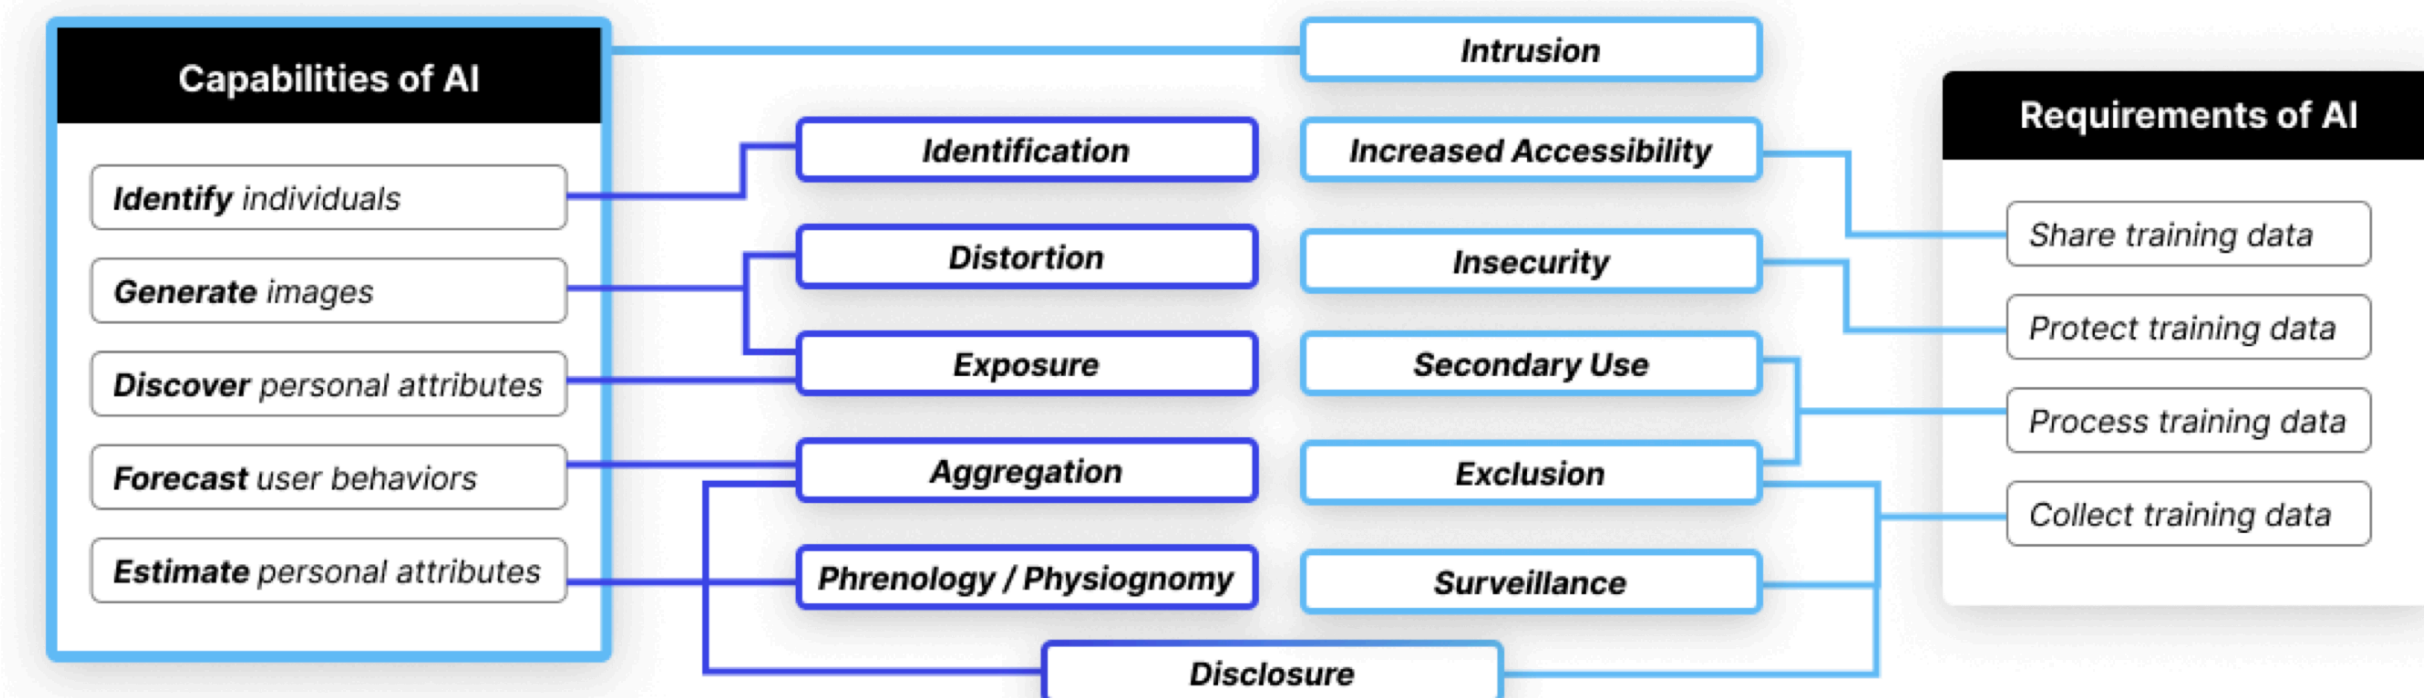 Capabilities of AI
Identify individuals
Generate images
Discover personal attributes
Forecast user behaviors
Estimate personal attributes
Identification
Distortion
Exposure
Aggregation
Phrenology / Physiognomy
Intrusion
Increased Accessibility
Insecurity
Secondary Use
Exclusion
Surveillance
Disclosure
Requirements of AI
Share training data
Protect training data
Process training data
Collect training data